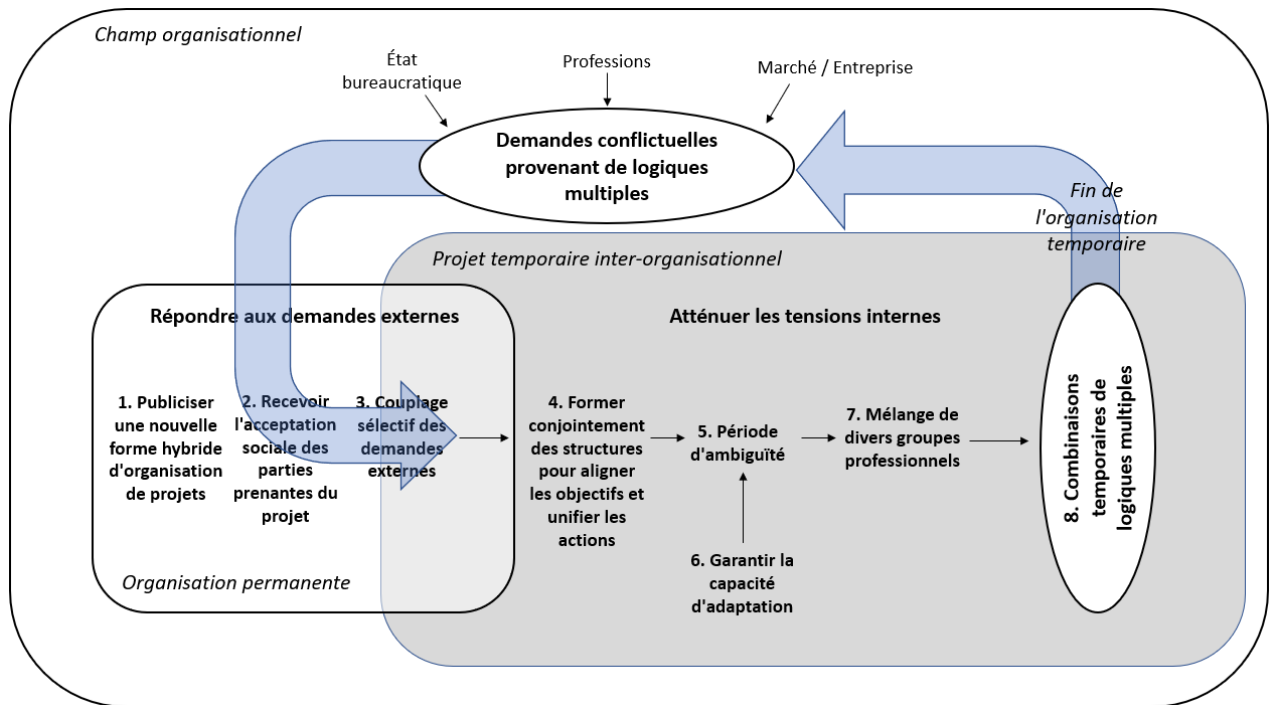 Champ organisationnel
État
bureaucratique
Professions
Marché / Entreprise
Demandes conflictuelles
provenant de logiques
multiples
Fin de
l'organisation
temporaire
Projet temporaire inter-organisationnel
Répondre aux demandes externes
Atténuer les tensions internes
1. Publiciser
une nouvelle
forme hybride
d'organisation
de projets
2. Recevoir
l'acceptation
sociale des
parties
prenantes du
projet
3. Couplage
sélectif des
demandes
externes
4. Former
conjointement
des structures
pour aligner
les objectifs et
unifier les
actions
5. Période
d'ambiguïté
6. Garantir la
capacité
d'adaptation
7. Mélange de
divers groupes
professionnels
8. Combinaisons
temporaires de
logiques multiples
Organisation permanente